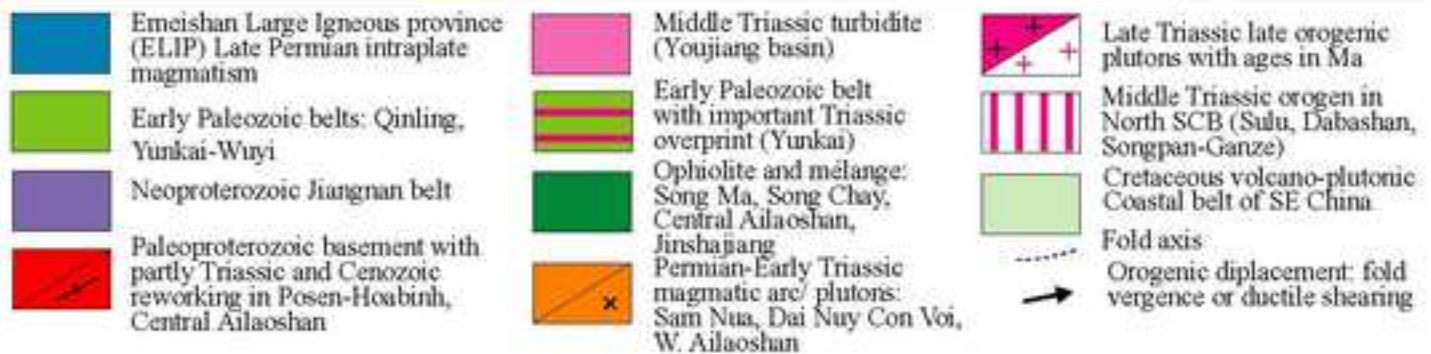 Emeishan Large Igneous province
(ELIP) Late Permian intraplate
magmatism
Early Paleozoic belts: Qinling,
Yunkai-Wuyi
Neoproterozoic Jiangnan belt
Paleoproterozoic basement with
partly Triassic and Cenozoic
reworking in Posen-Hoabinh,
Central Ailaoshan
Middle Triassic turbidite
(Youjiang basin)
Early Paleozoic belt
with important Triassic
overprint (Yunkai)
Ophiolite and mélange:
Song Ma, Song Chay,
Central Ailaoshan,
Jinshajiang
Permian-Early Triassic
magmatic arc/ plutons:
Sam Nua, Dai Nuy Con Voi,
W. Ailaoshan
Late Triassic late orogenic
plutons with ages in Ma
Middle Triassic orogen in
North SCB (Sulu, Dabashan,
Songpan-Ganze)
Cretaceous volcano-plutonic
Coastal belt of SE China
Fold axis
Orogenic diplacement: fold
vergence or ductile shearing